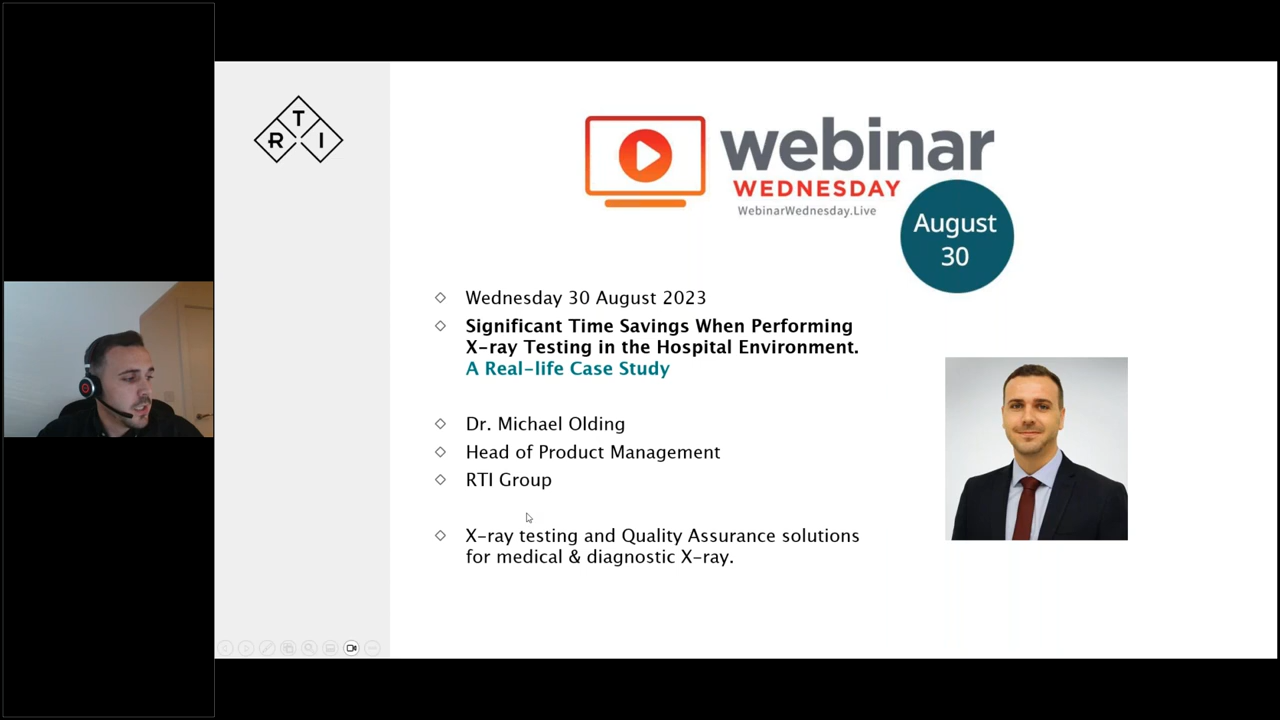 T
R I
webinar
WEDNESDAY
WebinarWednesday.Live
August
30
Wednesday 30 August 2023
Significant Time Savings When Performing
X-ray Testing in the Hospital Environment.
A Real-life Case Study
Dr. Michael Olding
Head of Product Management
RTI Group
X-ray testing and Quality Assurance solutions
for medical & diagnostic X-ray.